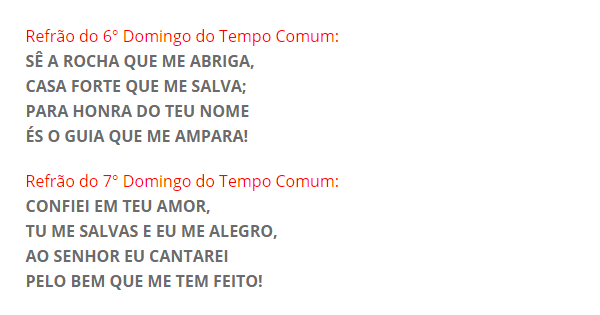 Refrão do 6° Domingo do Tempo Comum:
SÊ A ROCHA QUE ME ABRIGA,
CASA FORTE QUE ME SALVA;
PARA HONRA DO TEU NOME
ÉS O GUIA QUE ME AMPARA!
Refrão do 7° Domingo do Tempo Comum:
CONFIEI EM TEU AMOR,
TU ME SALVAS E EU ME ALEGRO,
AO SENHOR EU CANTAREI
PELO BEM QUE ME TEM FEITO!